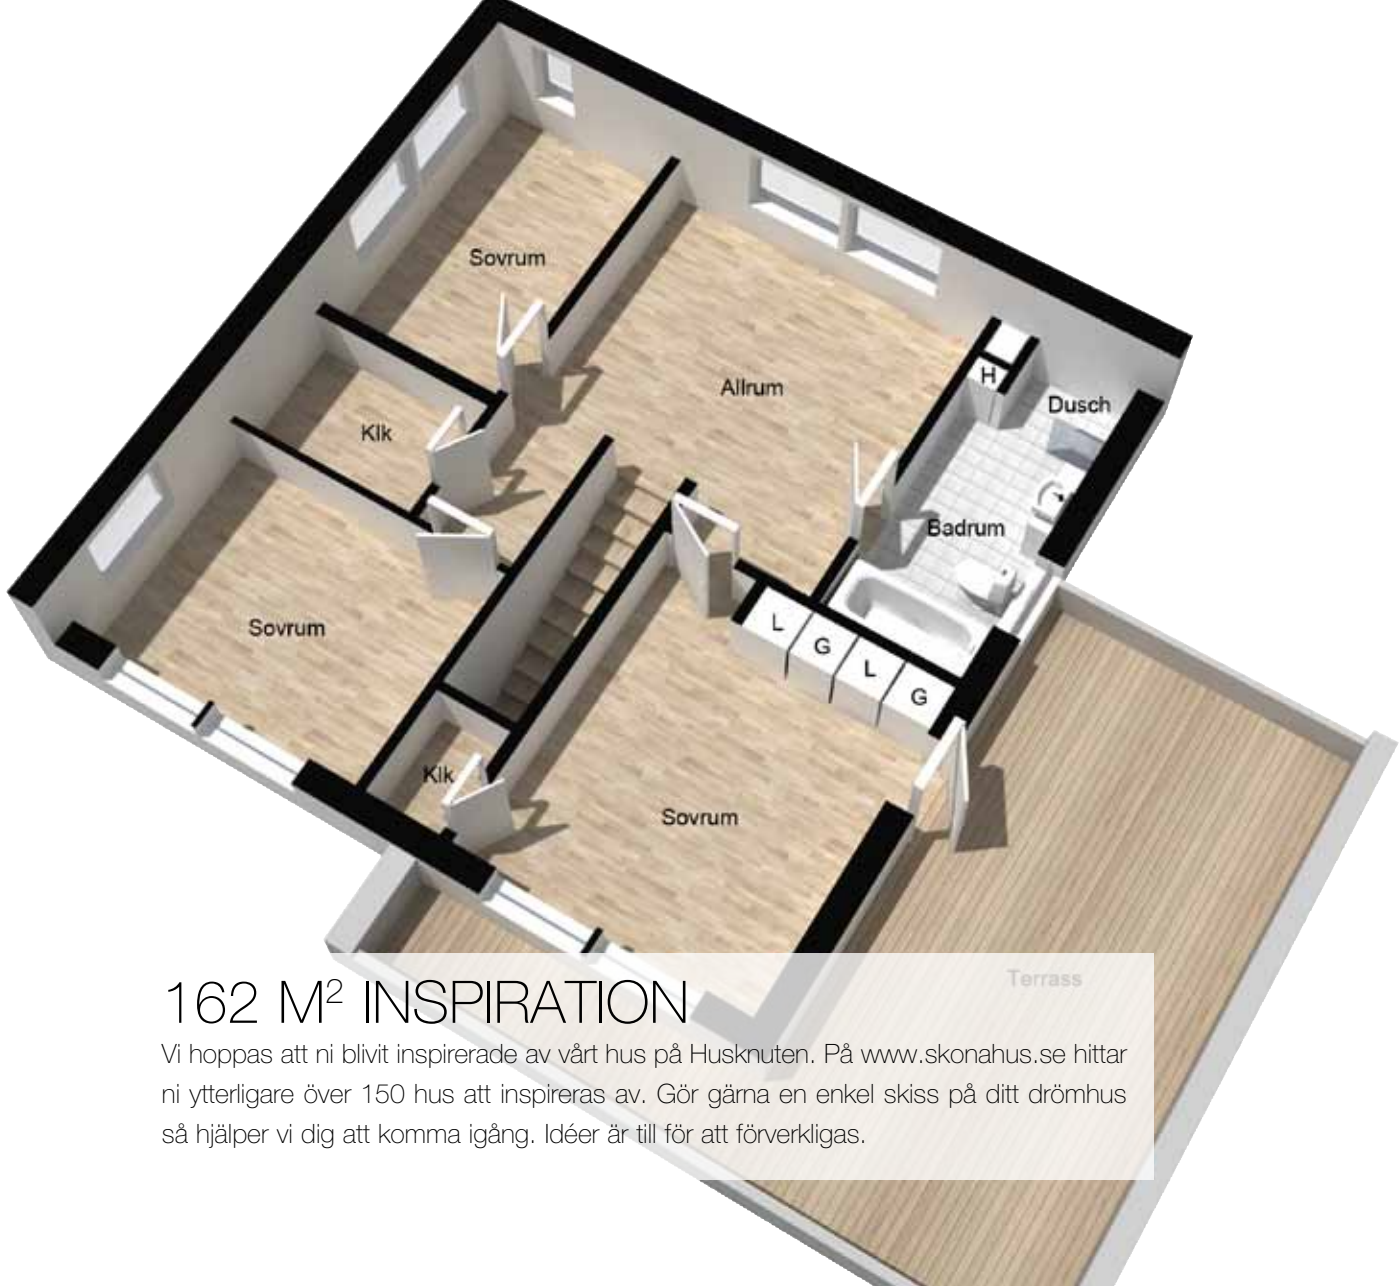 Sovrum
Allrum
H
Dusch
Klk
Badrum
L
G
L
G
Sovrum
Klk
Sovrum
Terrass
162 M² INSPIRATION
Vi hoppas att ni blivit inspirerade av vårt hus på Husknuten. På www.skonahus.se hittar
ni ytterligare över 150 hus att inspireras av. Gör gärna en enkel skiss på ditt drömhus
så hjälper vi dig att komma igång. Idéer är till för att förverkligas.